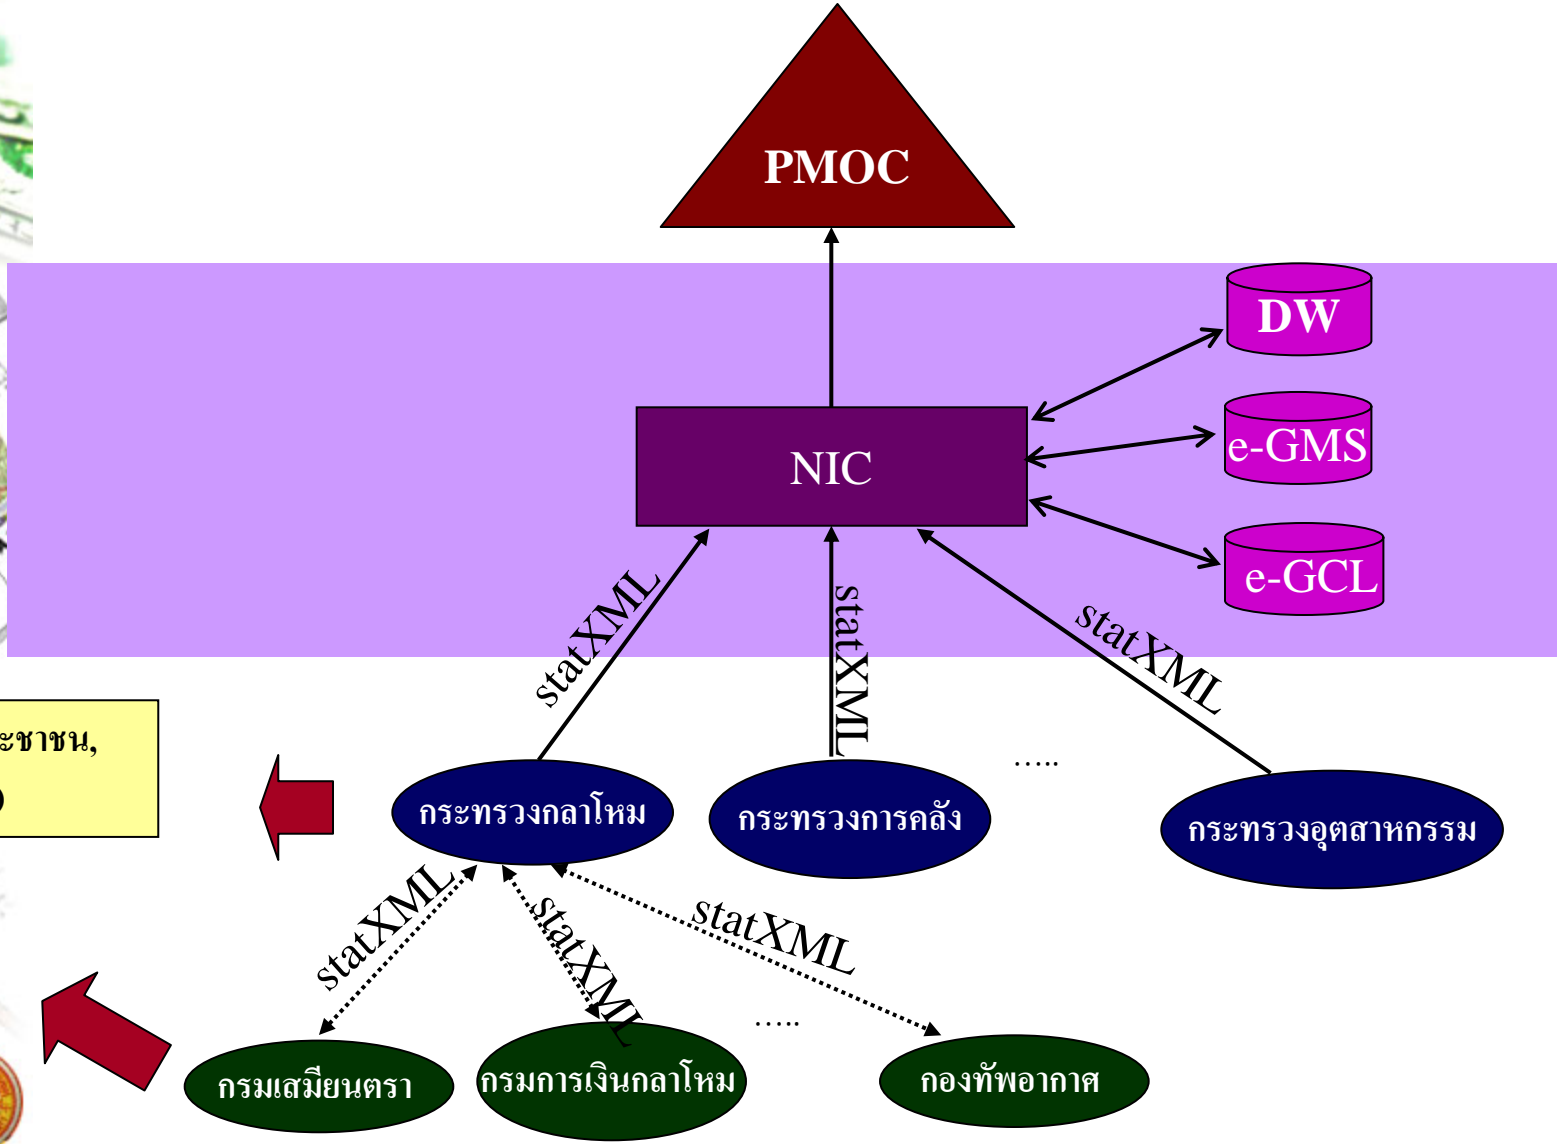 PMOC
DW
NIC
e-GMS
e-GCL
statXML
statXML
statXML
ะชาชน,
)
…..
กระทรวงกลาโหม
กระทรวงการคลัง
กระทรวงอุตสาหกรรม
statXML
statXML
statXML
…..
กรมเสมียนตรา
กรมการเงินกลาโหม
กองทัพอากาศ